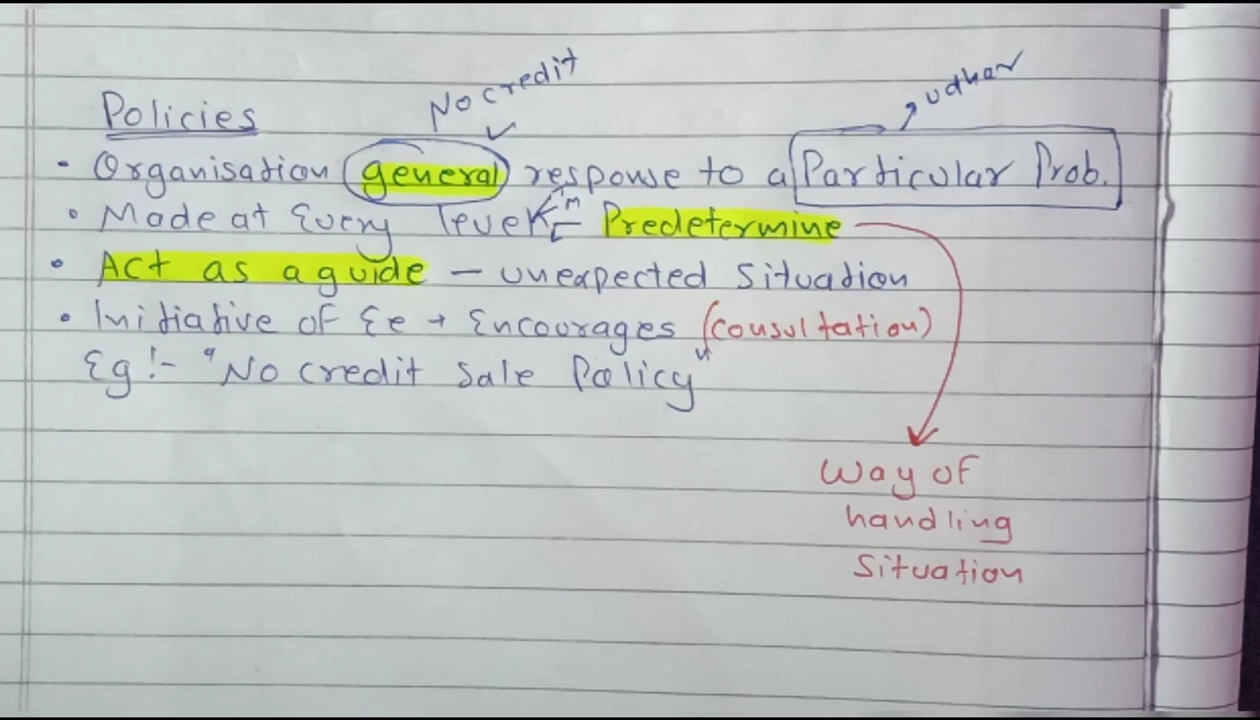 No credit
udhar
Policies
• Organisation general response to a Particular Prob.
• Made at Every level M L Predetermine
• Act as a guide – unexpected Situation
• Initiative of Ee → Encourages (consultation)
Eg:- "No credit Sale Policy"
Way of
handling
Situation